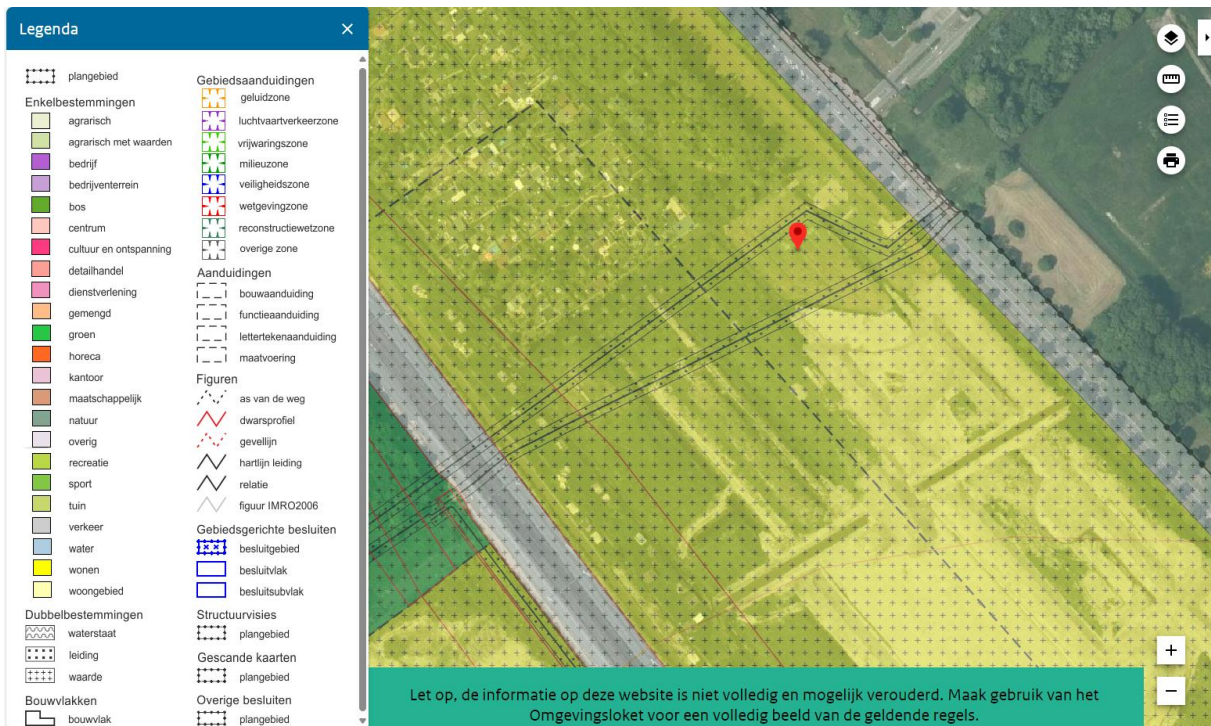 Legenda
plangebied
Enkelbestemmingen
agrarisch
agrarisch met waarden
bedrijf
bedrijventerrein
bos
centrum
cultuur en ontspanning
detailhandel
dienstverlening
gemengd
groen
horeca
kantoor
maatschappelijk
natuur
overig
recreatie
sport
tuin
verkeer
water
wonen
woongebied
Dubbelbestemmingen
waterstaat
leiding
waarde
Bouwvlakken
bouwvlak
Gebiedsaanduidingen
geluidzone
luchtvaartverkeerzone
vrijwaringszone
milieuzone
veiligheidszone
wetgevingzone
reconstructiewetzone
overige zone
Aanduidingen
bouwaanduiding
functieaanduiding
lettertekenaanduiding
maatvoering
Figuren
as van de weg
dwarsprofiel
gevellijn
hartlijn leiding
relatie
figuur IMRO2006
Gebiedsgerichte besluiten
besluitgebied
besluitvlak
besluitsubvlak
Structuurvisies
plangebied
Gescande kaarten
plangebied
Overige besluiten
plangebied
Let op, de informatie op deze website is niet volledig en mogelijk verouderd. Maak gebruik van het
Omgevingsloket voor een volledig beeld van de geldende regels.